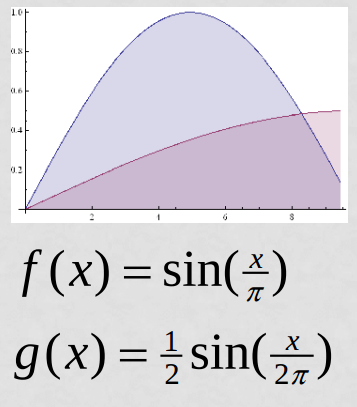 1.0
0.8
0.6
0.4
0.2
2 4 6 8
f(x) = sin(x/π)
g(x) = 1/2 sin(x/2π)